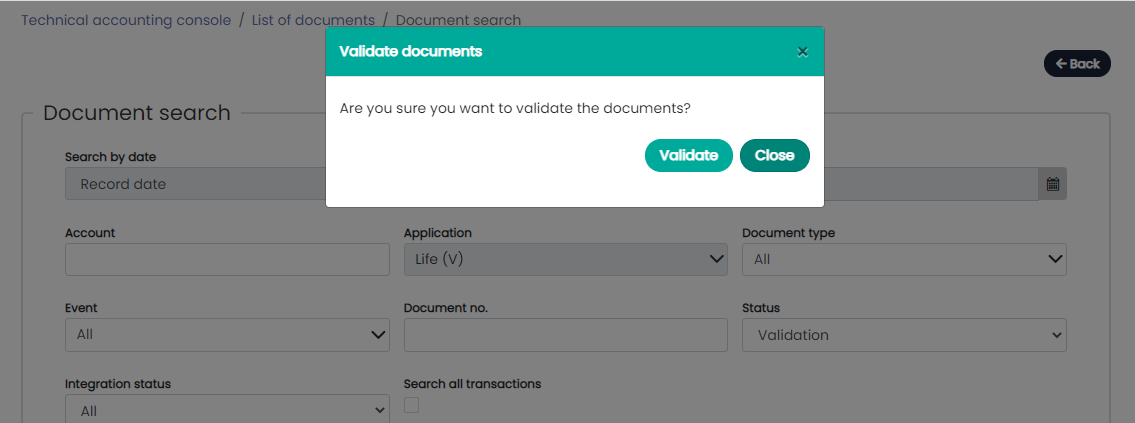 Technical accounting console / List of documents / Document search
Validate documents ×
Are you sure you want to validate the documents?
Validate Close
Back
Document search
Search by date
Record date
Account Application Document type
Life (V) All
Event Document no. Status
All Validation
Integration status Search all transactions
All